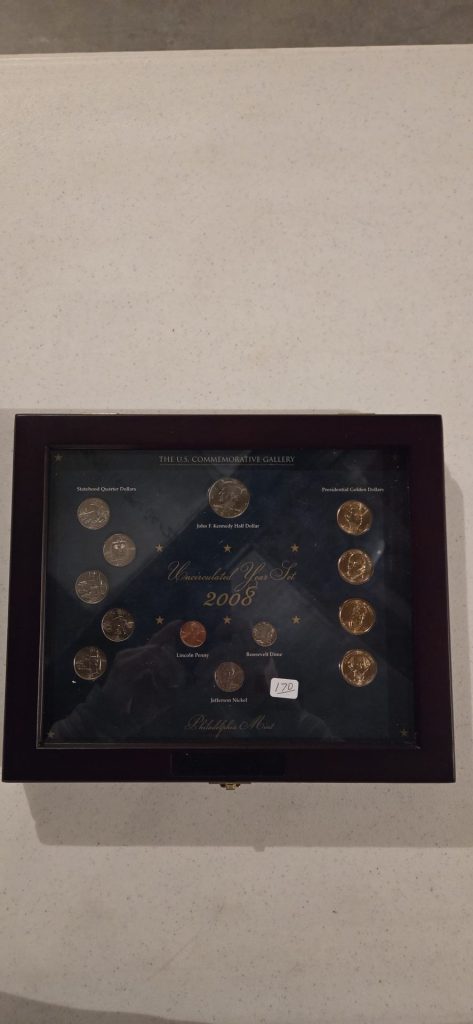 THE U.S. COMMEMORATIVE GALLERY
Statehood Quarter Dollars
Presidential Golden Dollars
John F. Kennedy Half Dollar
Uncirculated Year Set
2008
Lincoln Penny
Roosevelt Dime
Jefferson Nickel
170
Philadelphia Mint